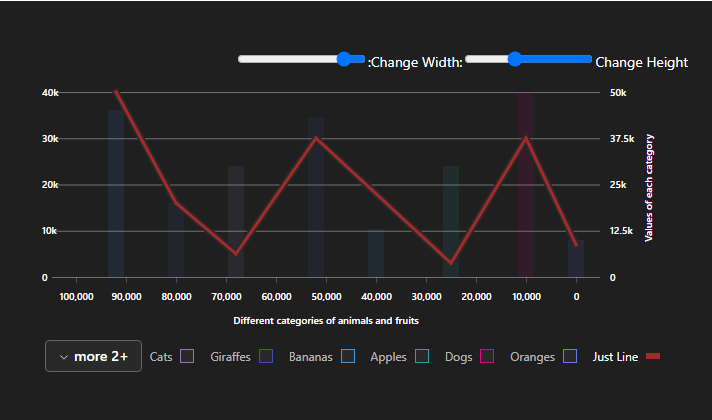 :Change Width: Change Height
40k 50k
30k 37.5k
20k 25k
10k 12.5k
0 0
Values of each category
100,000 90,000 80,000 70,000 60,000 50,000 40,000 30,000 20,000 10,000 0
Different categories of animals and fruits
more 2+ Cats Giraffes Bananas Apples Dogs Oranges Just Line